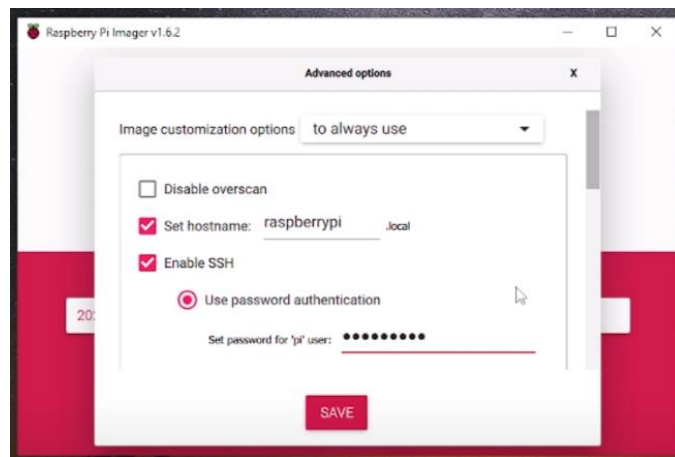 Raspberry Pi Imager v1.6.2
Advanced options X
Image customization options to always use
Disable overscan
Set hostname: raspberrypi .local
Enable SSH
Use password authentication
Set password for 'pi' user: •••••••••
20
SAVE